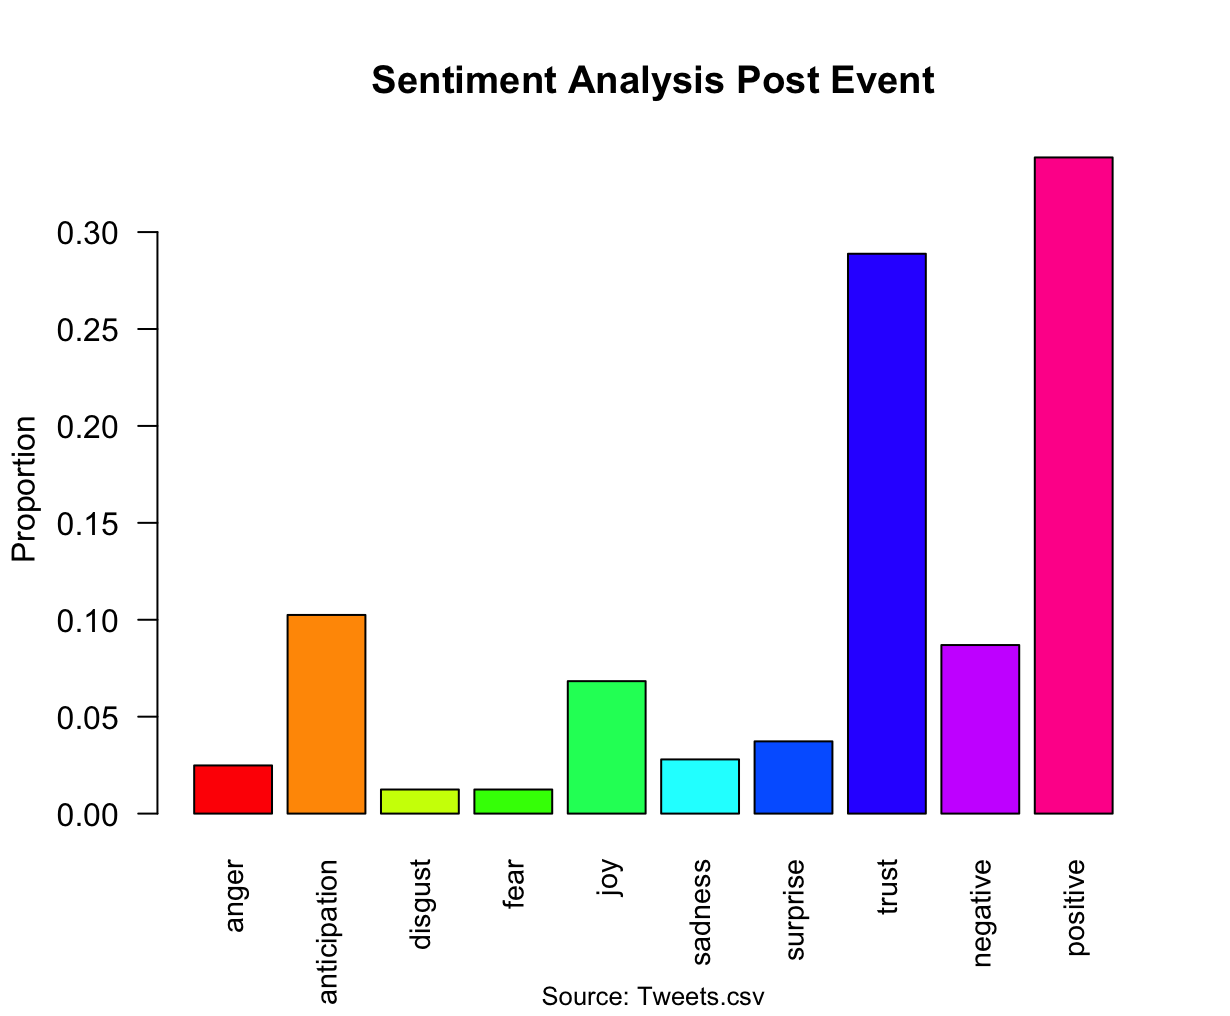 Sentiment Analysis Post Event
Proportion
0.30
0.25
0.20
0.15
0.10
0.05
0.00
anger
anticipation
disgust
fear
joy
sadness
surprise
trust
negative
positive
Source: Tweets.csv